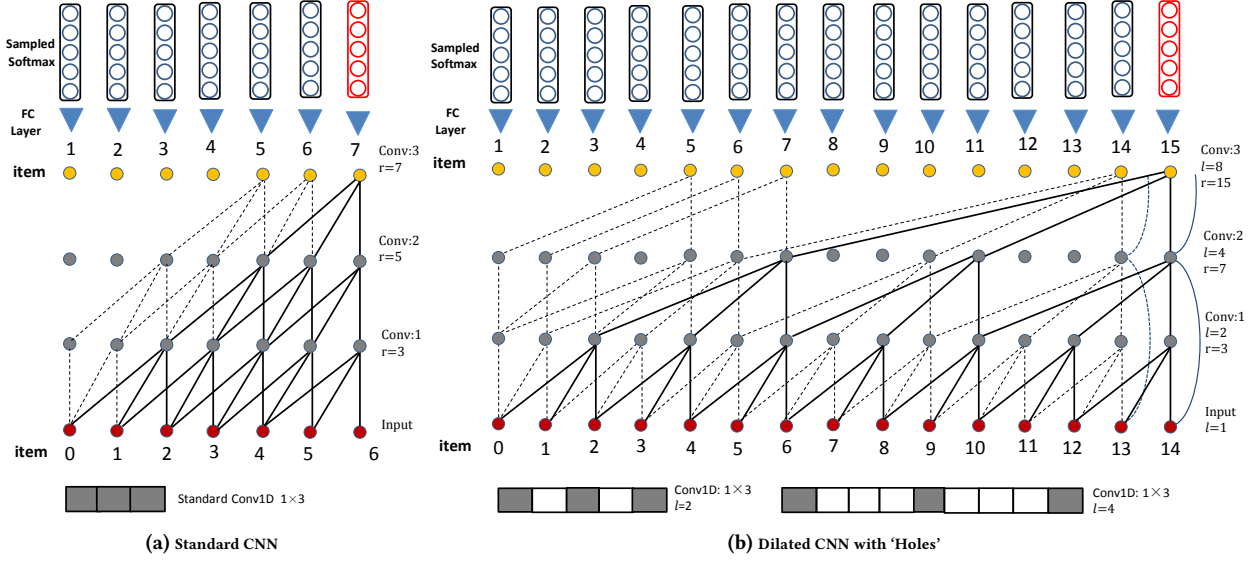 Sampled
Softmax
FC
Layer
1 2 3 4 5 6 7
item
Conv:3
r=7
Conv:2
r=5
Conv:1
r=3
Input
item
0 1 2 3 4 5 6
Standard Conv1D 1×3
(a) Standard CNN
Sampled
Softmax
FC
Layer
1 2 3 4 5 6 7 8 9 10 11 12 13 14 15
item
Conv:3
l=8
r=15
Conv:2
l=4
r=7
Conv:1
l=2
r=3
Input
l=1
item
0 1 2 3 4 5 6 7 8 9 10 11 12 13 14
Conv1D: 1×3
l=2
Conv1D: 1×3
l=4
(b) Dilated CNN with ‘Holes’